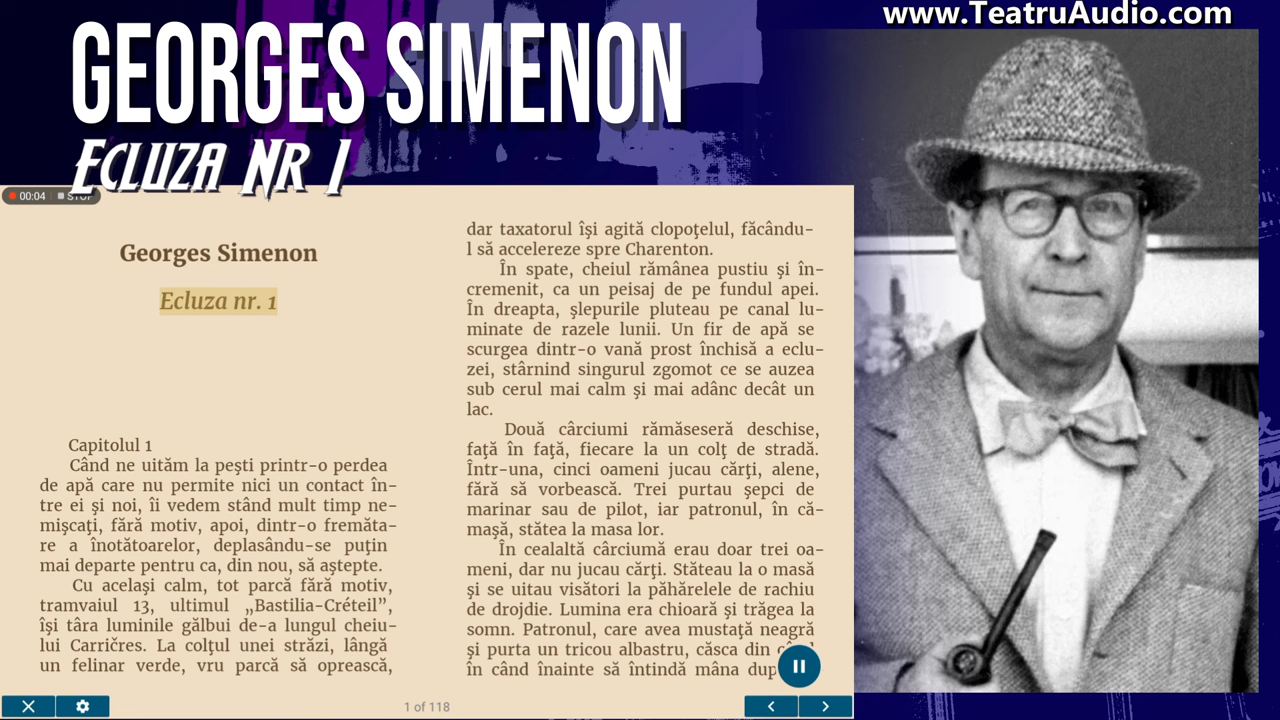 www.TeatruAudio.com
GEORGES SIMENON
Ecluza Nr 1
00:04 STOP
Georges Simenon
Ecluza nr. 1
Capitolul 1
Când ne uităm la peşti printr-o perdea
de apă care nu permite nici un contact în-
tre ei şi noi, îi vedem stând mult timp ne-
mişcaţi, fără motiv, apoi, dintr-o fremăta-
re a înotătoarelor, deplasându-se puţin
mai departe pentru ca, din nou, să aştepte.
Cu acelaşi calm, tot parcă fără motiv,
tramvaiul 13, ultimul „Bastilia-Créteil”,
îşi târa luminile gălbui de-a lungul cheiu-
lui Carričres. La colţul unei străzi, lângă
un felinar verde, vru parcă să oprească,
dar taxatorul îşi agită clopoţelul, făcându-
l să accelereze spre Charenton.
În spate, cheiul rămânea pustiu şi în-
cremenit, ca un peisaj de pe fundul apei.
În dreapta, şlepurile pluteau pe canal lu-
minate de razele lunii. Un fir de apă se
scurgea dintr-o vană prost închisă a eclu-
zei, stârnind singurul zgomot ce se auzea
sub cerul mai calm şi mai adânc decât un
lac.
Două cârciumi rămăseseră deschise,
faţă în faţă, fiecare la un colţ de stradă.
Într-una, cinci oameni jucau cărţi, alene,
fără să vorbească. Trei purtau şepci de
marinar sau de pilot, iar patronul, în că-
maşă, stătea la masa lor.
În cealaltă cârciumă erau doar trei oa-
meni, dar nu jucau cărţi. Stăteau la o masă
şi se uitau visători la păhărelele de rachiu
de drojdie. Lumina era chioară şi trăgea la
somn. Patronul, care avea mustaţă neagră
şi purta un tricou albastru, căsca din când
în când înainte să întindă mâna
1 of 118